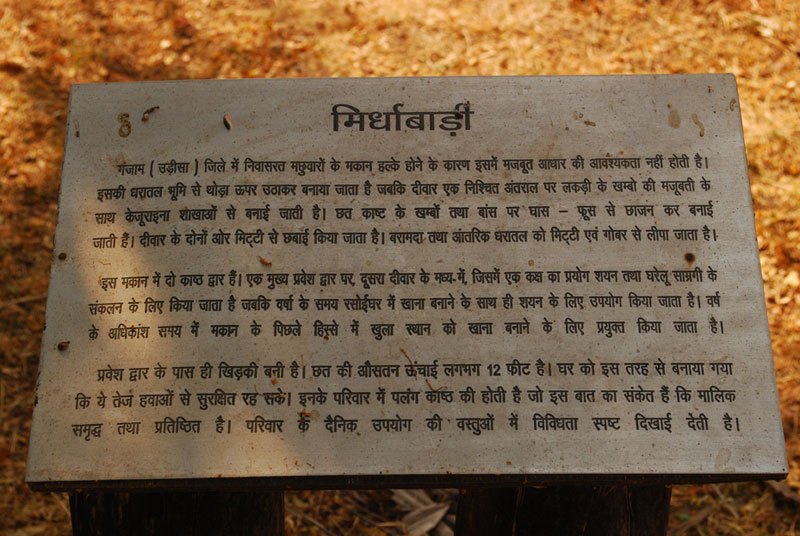 मिर्धाबाड़ी
गंजाम ( उड़ीसा ) जिले में निवासरत मछुवारों के मकान हल्के होने के कारण इसमें मजबूत आधार की आवश्यकता नहीं होती है।
इसकी धरातल भूमि से थोड़ा ऊपर उठाकर बनाया जाता है जबकि दीवार एक निश्चित अंतराल पर लकड़ी के खम्बो की मजूबती के
साथ केजूराइना शाखाओं से बनाई जाती है। छत काष्ट के खम्बों तथा बांस पर घास – फूस से छाजन कर बनाई
जाती हैं। दीवार के दोनों ओर मिट्टी से छबाई किया जाता है। बरामदा तथा आंतरिक धरातल को मिट्टी एवं गोबर से लीपा जाता है।
इस मकान में दो काष्ठ द्वार हैं। एक मुख्य प्रवेश द्वार पर, दूसरा दीवार के मध्य-में, जिसमें एक कक्ष का प्रयोग शयन तथा घरेलू साम्रगी के
संकलन के लिए किया जाता है जबकि वर्षा के समय रसोईघर में खाना बनाने के साथ ही शयन के लिए उपयोग किया जाता है। वर्ष
के अधिकांश समय में मकान के पिछले हिस्से में खुला स्थान को खाना बनाने के लिए प्रयुक्त किया जाता है।
प्रवेश द्वार के पास ही खिड़की बनी है। छत की औसतन ऊंचाई लगभग 12 फीट है। घर को इस तरह से बनाया गया
कि ये तेज हवाओं से सुरक्षित रह सके। इनके परिवार में पलंग काष्ठ की होती है जो इस बात का संकेत हैं कि मालिक
समृद्ध तथा प्रतिष्ठित है। परिवार के दैनिक उपयोग की वस्तुओं में विविधता स्पष्ट दिखाई देती है।